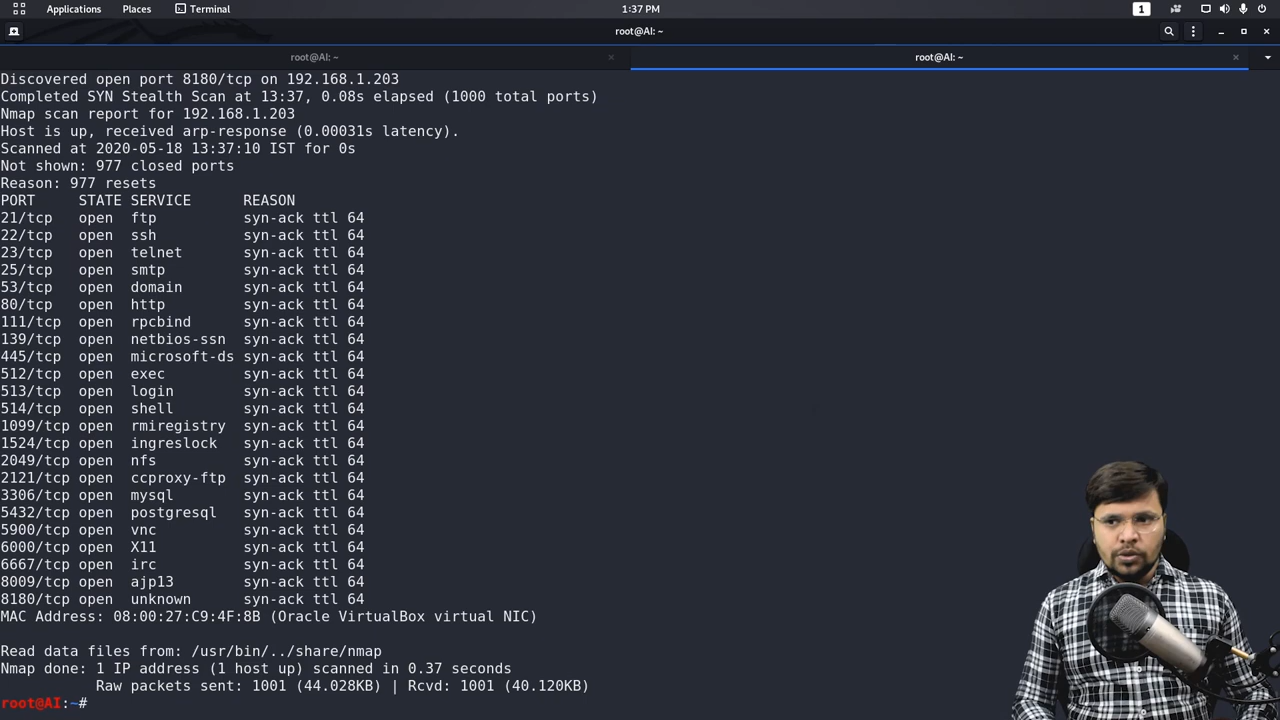 Applications Places Terminal 1:37 PM 1
root@AI: ~
root@AI: ~ root@AI: ~
Discovered open port 8180/tcp on 192.168.1.203
Completed SYN Stealth Scan at 13:37, 0.08s elapsed (1000 total ports)
Nmap scan report for 192.168.1.203
Host is up, received arp-response (0.00031s latency).
Scanned at 2020-05-18 13:37:10 IST for 0s
Not shown: 977 closed ports
Reason: 977 resets
PORT STATE SERVICE REASON
21/tcp open ftp syn-ack ttl 64
22/tcp open ssh syn-ack ttl 64
23/tcp open telnet syn-ack ttl 64
25/tcp open smtp syn-ack ttl 64
53/tcp open domain syn-ack ttl 64
80/tcp open http syn-ack ttl 64
111/tcp open rpcbind syn-ack ttl 64
139/tcp open netbios-ssn syn-ack ttl 64
445/tcp open microsoft-ds syn-ack ttl 64
512/tcp open exec syn-ack ttl 64
513/tcp open login syn-ack ttl 64
514/tcp open shell syn-ack ttl 64
1099/tcp open rmiregistry syn-ack ttl 64
1524/tcp open ingreslock syn-ack ttl 64
2049/tcp open nfs syn-ack ttl 64
2121/tcp open ccproxy-ftp syn-ack ttl 64
3306/tcp open mysql syn-ack ttl 64
5432/tcp open postgresql syn-ack ttl 64
5900/tcp open vnc syn-ack ttl 64
6000/tcp open X11 syn-ack ttl 64
6667/tcp open irc syn-ack ttl 64
8009/tcp open ajp13 syn-ack ttl 64
8180/tcp open unknown syn-ack ttl 64
MAC Address: 08:00:27:C9:4F:8B (Oracle VirtualBox virtual NIC)
Read data files from: /usr/bin/../share/nmap
Nmap done: 1 IP address (1 host up) scanned in 0.37 seconds
Raw packets sent: 1001 (44.028KB) | Rcvd: 1001 (40.120KB)
root@AI:~#